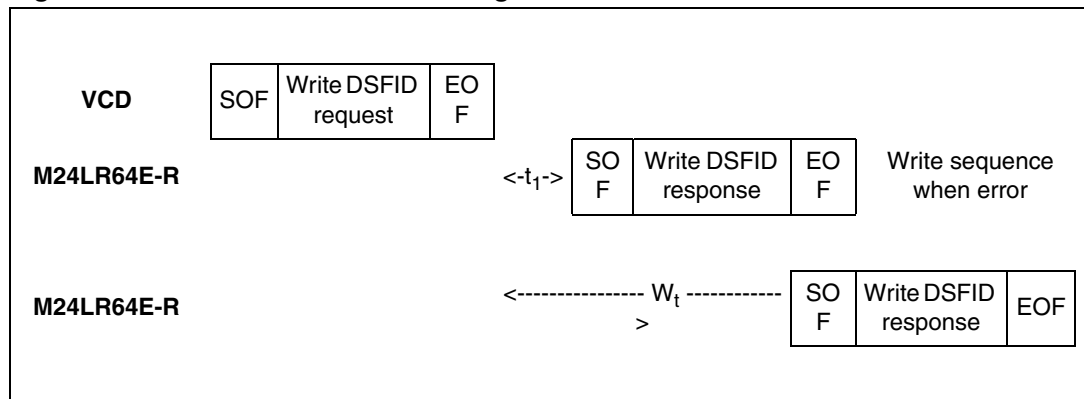 VCD
SOF
Write DSFID
request
EO
F
M24LR64E-R
<-t1->
SO
F
Write DSFID
response
EO
F
Write sequence
when error
M24LR64E-R
<---------------- Wt ------------
>
SO
F
Write DSFID
response
EOF